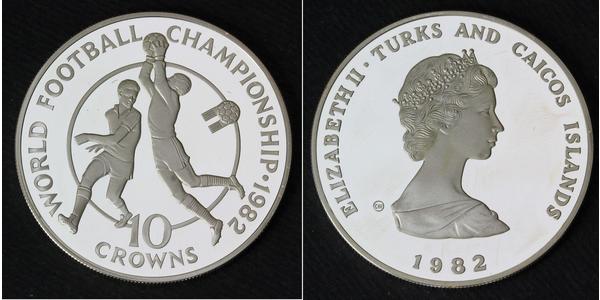 WORLD FOOTBALL CHAMPIONSHIP · 1982
10
CROWNS
ELIZABETH II · TURKS AND CAICOS ISLANDS
1982